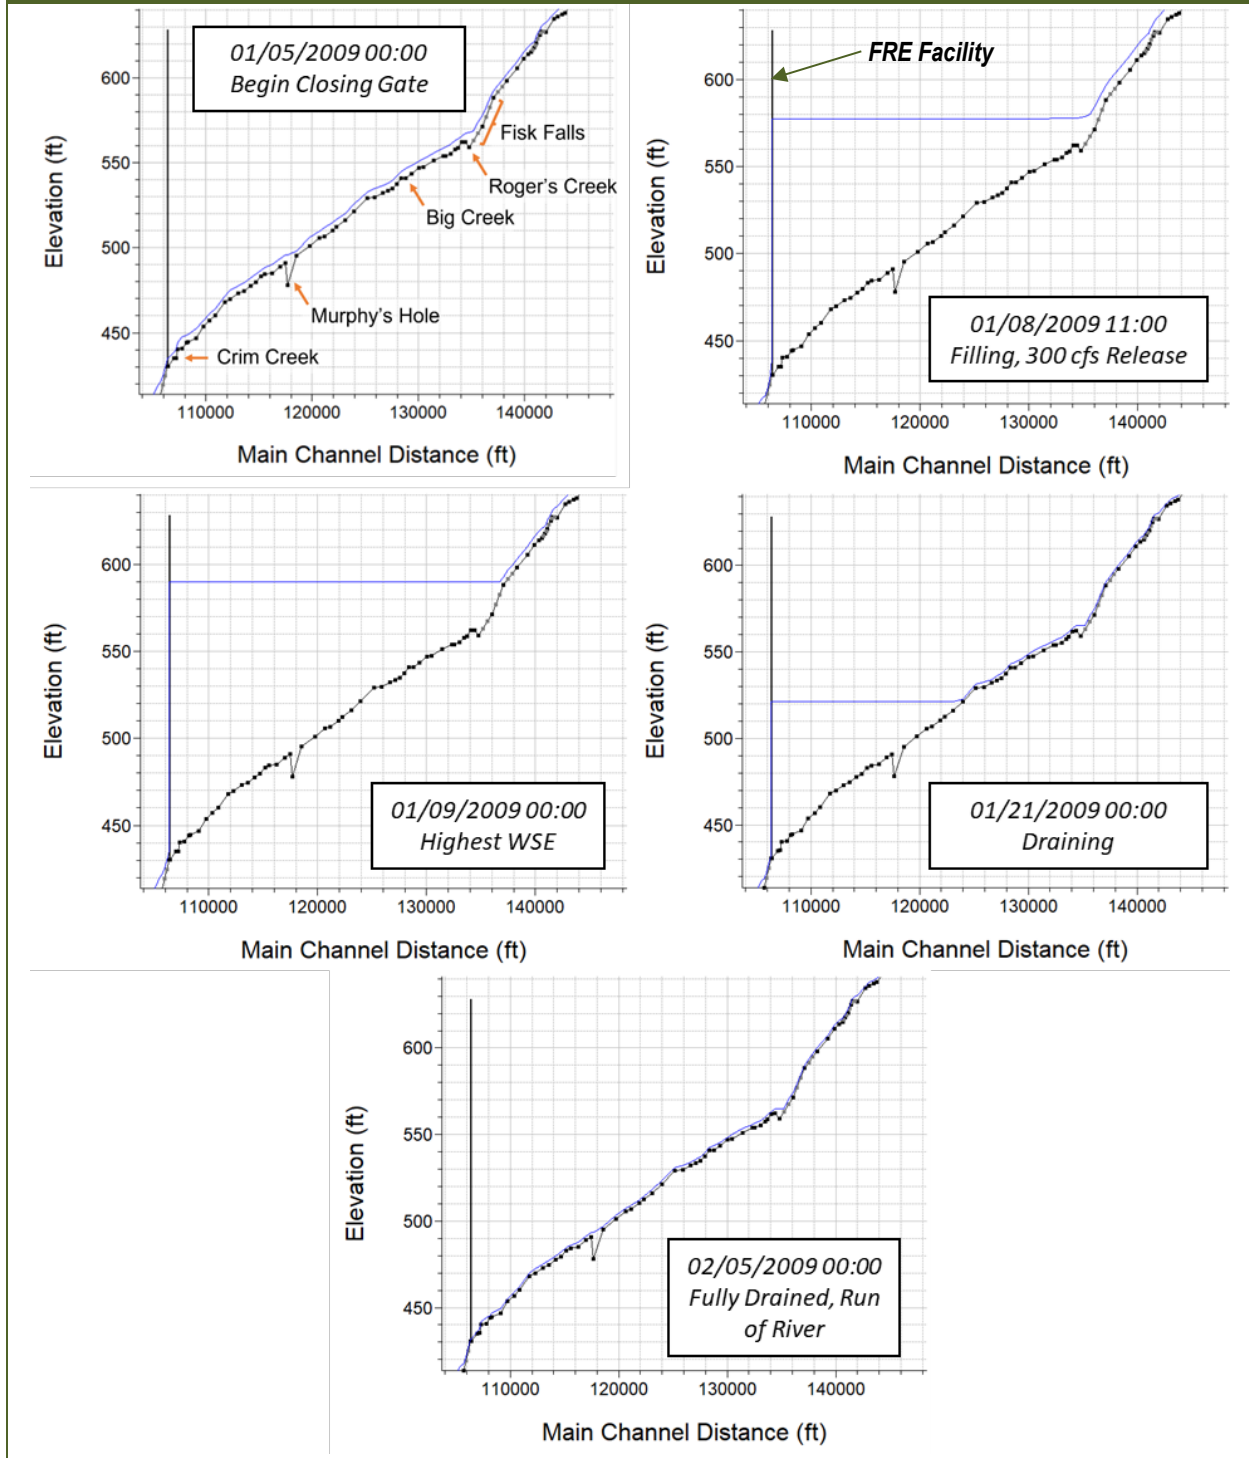 01/05/2009 00:00
Begin Closing Gate
600
550
500
450
Elevation (ft)
Fisk Falls
Roger's Creek
Big Creek
Murphy's Hole
Crim Creek
110000 120000 130000 140000
Main Channel Distance (ft)
FRE Facility
600
550
500
450
Elevation (ft)
01/08/2009 11:00
Filling, 300 cfs Release
110000 120000 130000 140000
Main Channel Distance (ft)
600
550
500
450
Elevation (ft)
01/09/2009 00:00
Highest WSE
110000 120000 130000 140000
Main Channel Distance (ft)
600
550
500
450
Elevation (ft)
01/21/2009 00:00
Draining
110000 120000 130000 140000
Main Channel Distance (ft)
600
550
500
450
Elevation (ft)
02/05/2009 00:00
Fully Drained, Run
of River
110000 120000 130000 140000
Main Channel Distance (ft)